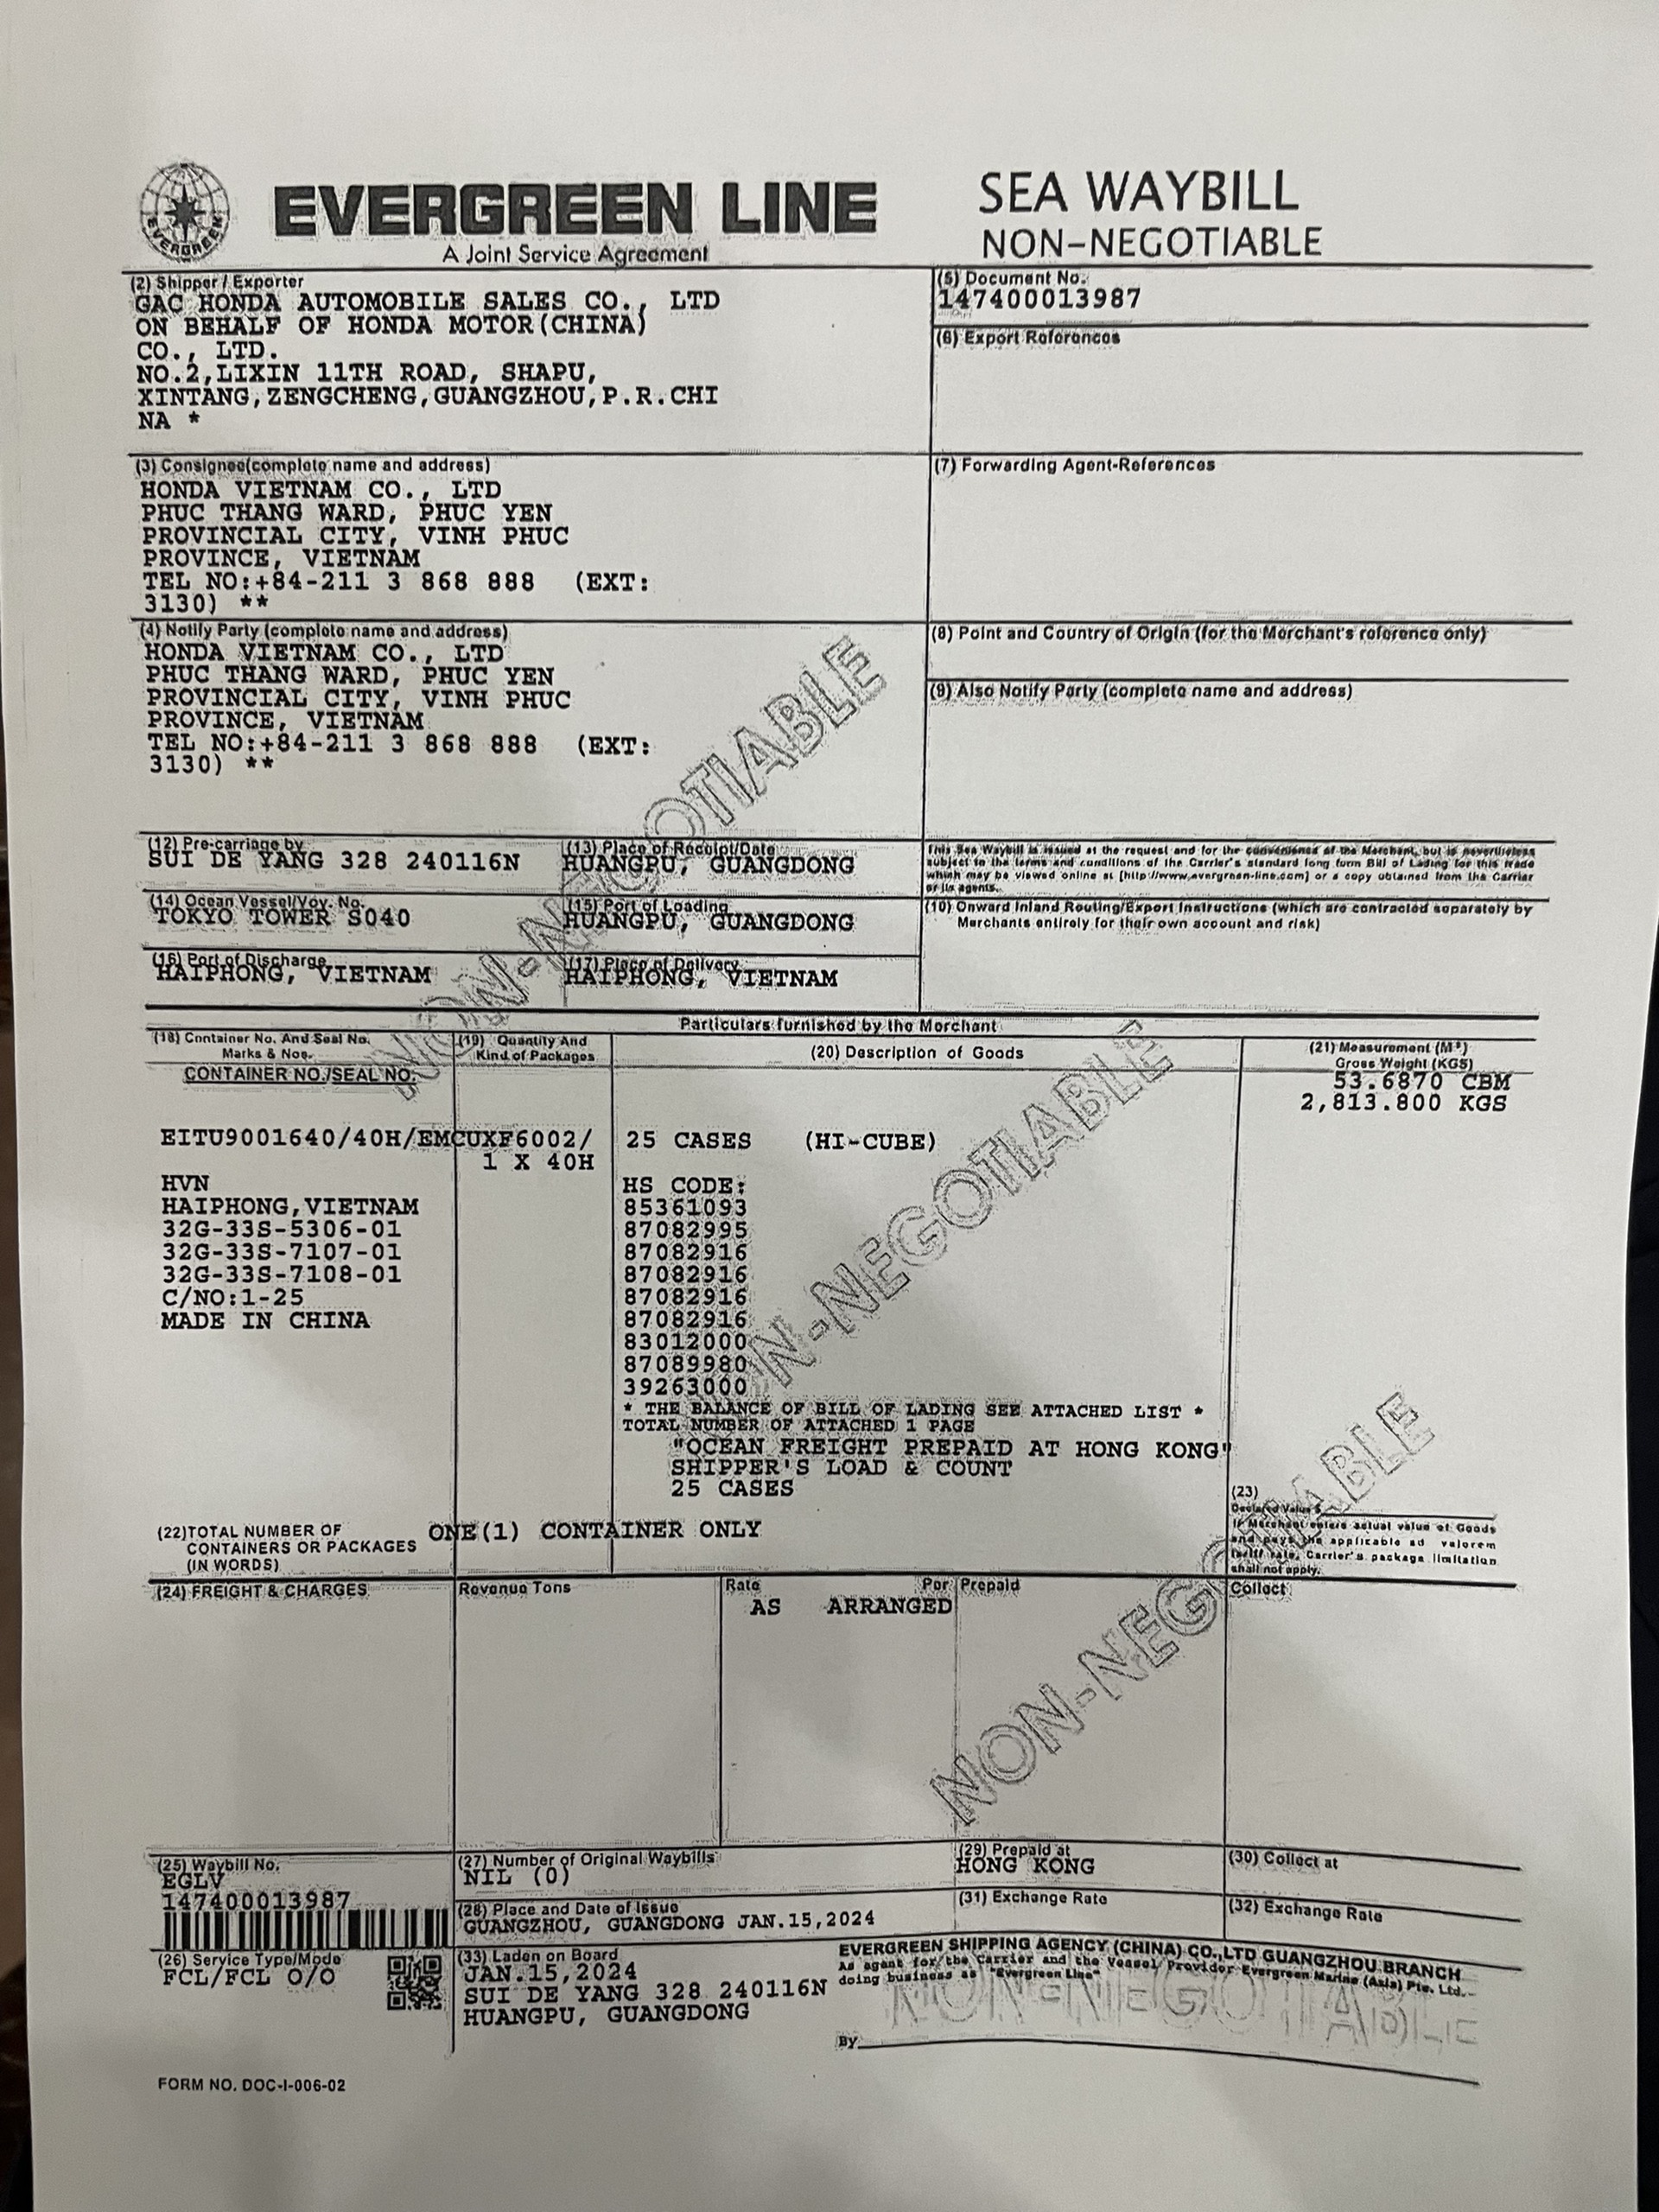 EVERGREEN
EVERGREEN LINE
A Joint Service Agreement
SEA WAYBILL
NON-NEGOTIABLE
(2) Shipper / Exporter
GAC HONDA AUTOMOBILE SALES CO., LTD
ON BEHALF OF HONDA MOTOR(CHINA)
CO., LTD.
NO.2,LIXIN 11TH ROAD, SHAPU,
XINTANG,ZENGCHENG,GUANGZHOU,P.R.CHI
NA *
(5) Document No.
147400013987
(6) Export References
(3) Consignee(complete name and address)
HONDA VIETNAM CO., LTD
PHUC THANG WARD, PHUC YEN
PROVINCIAL CITY, VINH PHUC
PROVINCE, VIETNAM
TEL NO:+84-211 3 868 888 (EXT:
3130) **
(7) Forwarding Agent-References
(4) Notify Party (complete name and address)
HONDA VIETNAM CO., LTD
PHUC THANG WARD, PHUC YEN
PROVINCIAL CITY, VINH PHUC
PROVINCE, VIETNAM
TEL NO:+84-211 3 868 888 (EXT:
3130) **
(8) Point and Country of Origin (for the Merchant's reference only)
(9) Also Notify Party (complete name and address)
(12) Pre-carriage by
SUI DE YANG 328 240116N
(13) Place of Receipt/Date
HUANGPU, GUANGDONG
This Sea Waybill is issued at the request and for the convenience of the Merchant, but is nevertheless
subject to the terms and conditions of the Carrier's standard long form Bill of Lading for this trade
which may be viewed online at [http://www.evergreen-line.com] or a copy obtained from the Carrier
or its agents.
(14) Ocean Vessel/Voy. No.
TOKYO TOWER S040
(15) Port of Loading
HUANGPU, GUANGDONG
(10) Onward Inland Routing/Export Instructions (which are contracted separately by
Merchants entirely for their own account and risk)
(16) Port of Discharge
HAIPHONG, VIETNAM
(17) Place of Delivery
HAIPHONG, VIETNAM
NON-NEGOTIABLE
Particulars furnished by the Merchant
(18) Container No. And Seal No.
Marks & Nos.
CONTAINER NO./SEAL NO.
(19) Quantity And
Kind of Packages
(20) Description of Goods
(21) Measurement (M³)
Gross Weight (KGS)
53.6870 CBM
2,813.800 KGS
EITU9001640/40H/EMCUXF6002/
1 X 40H
25 CASES (HI-CUBE)
HVN
HAIPHONG,VIETNAM
32G-33S-5306-01
32G-33S-7107-01
32G-33S-7108-01
C/NO:1-25
MADE IN CHINA
HS CODE:
85361093
87082995
87082916
87082916
87082916
87082916
83012000
87089980
39263000
* THE BALANCE OF BILL OF LADING SEE ATTACHED LIST *
TOTAL NUMBER OF ATTACHED 1 PAGE
"OCEAN FREIGHT PREPAID AT HONG KONG"
SHIPPER'S LOAD & COUNT
25 CASES
NON-NEGOTIABLE
(22)TOTAL NUMBER OF
CONTAINERS OR PACKAGES
(IN WORDS)
ONE(1) CONTAINER ONLY
(23)
Declared Value $
If Merchant enters actual value of Goods
and pays the applicable ad valorem
tariff rate, Carrier's package limitation
shall not apply.
(24) FREIGHT & CHARGES
Revenue Tons
Rate
Per
Prepaid
Collect
AS ARRANGED
NON-NEGOTIABLE
(25) Waybill No.
EGLV
147400013987
(27) Number of Original Waybills
NIL (0)
(29) Prepaid at
HONG KONG
(30) Collect at
(28) Place and Date of Issue
GUANGZHOU, GUANGDONG JAN.15,2024
(31) Exchange Rate
(32) Exchange Rate
(26) Service Type/Mode
FCL/FCL O/O
(33) Laden on Board
JAN.15,2024
SUI DE YANG 328 240116N
HUANGPU, GUANGDONG
EVERGREEN SHIPPING AGENCY (CHINA) CO.,LTD GUANGZHOU BRANCH
As agent for the Carrier and the Vessel Provider Evergreen Marine (Asia) Pte. Ltd.
doing business as "Evergreen Line"
NON-NEGOTIABLE
By
FORM NO. DOC-I-006-02